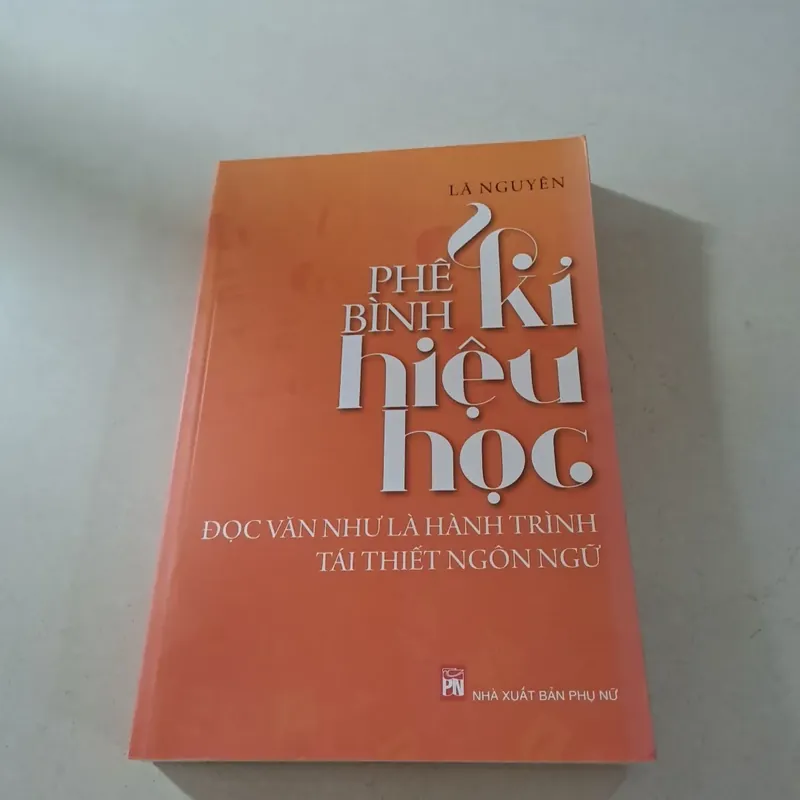 LÃ NGUYÊN
PHÊ
BÌNH
kí
hiệu
học
ĐỌC VĂN NHƯ LÀ HÀNH TRÌNH
TÁI THIẾT NGÔN NGỮ
PN
NHÀ XUẤT BẢN PHỤ NỮ